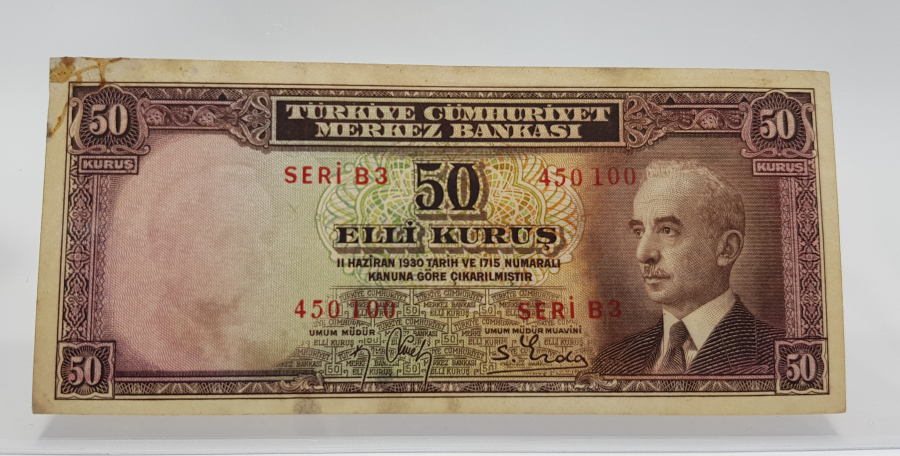 50
KURUŞ
TÜRKİYE CÜMHURİYET
MERKEZ BANKASI
50
KURUŞ
SERİ B3
50
450 100
ELLİ KURUŞ
11 HAZİRAN 1930 TARİH VE 1715 NUMARALI
KANUNA GÖRE ÇIKARILMIŞTIR
450 100
SERİ B3
UMUM MÜDÜR
UMUM MÜDÜR MUAVİNİ
50
50